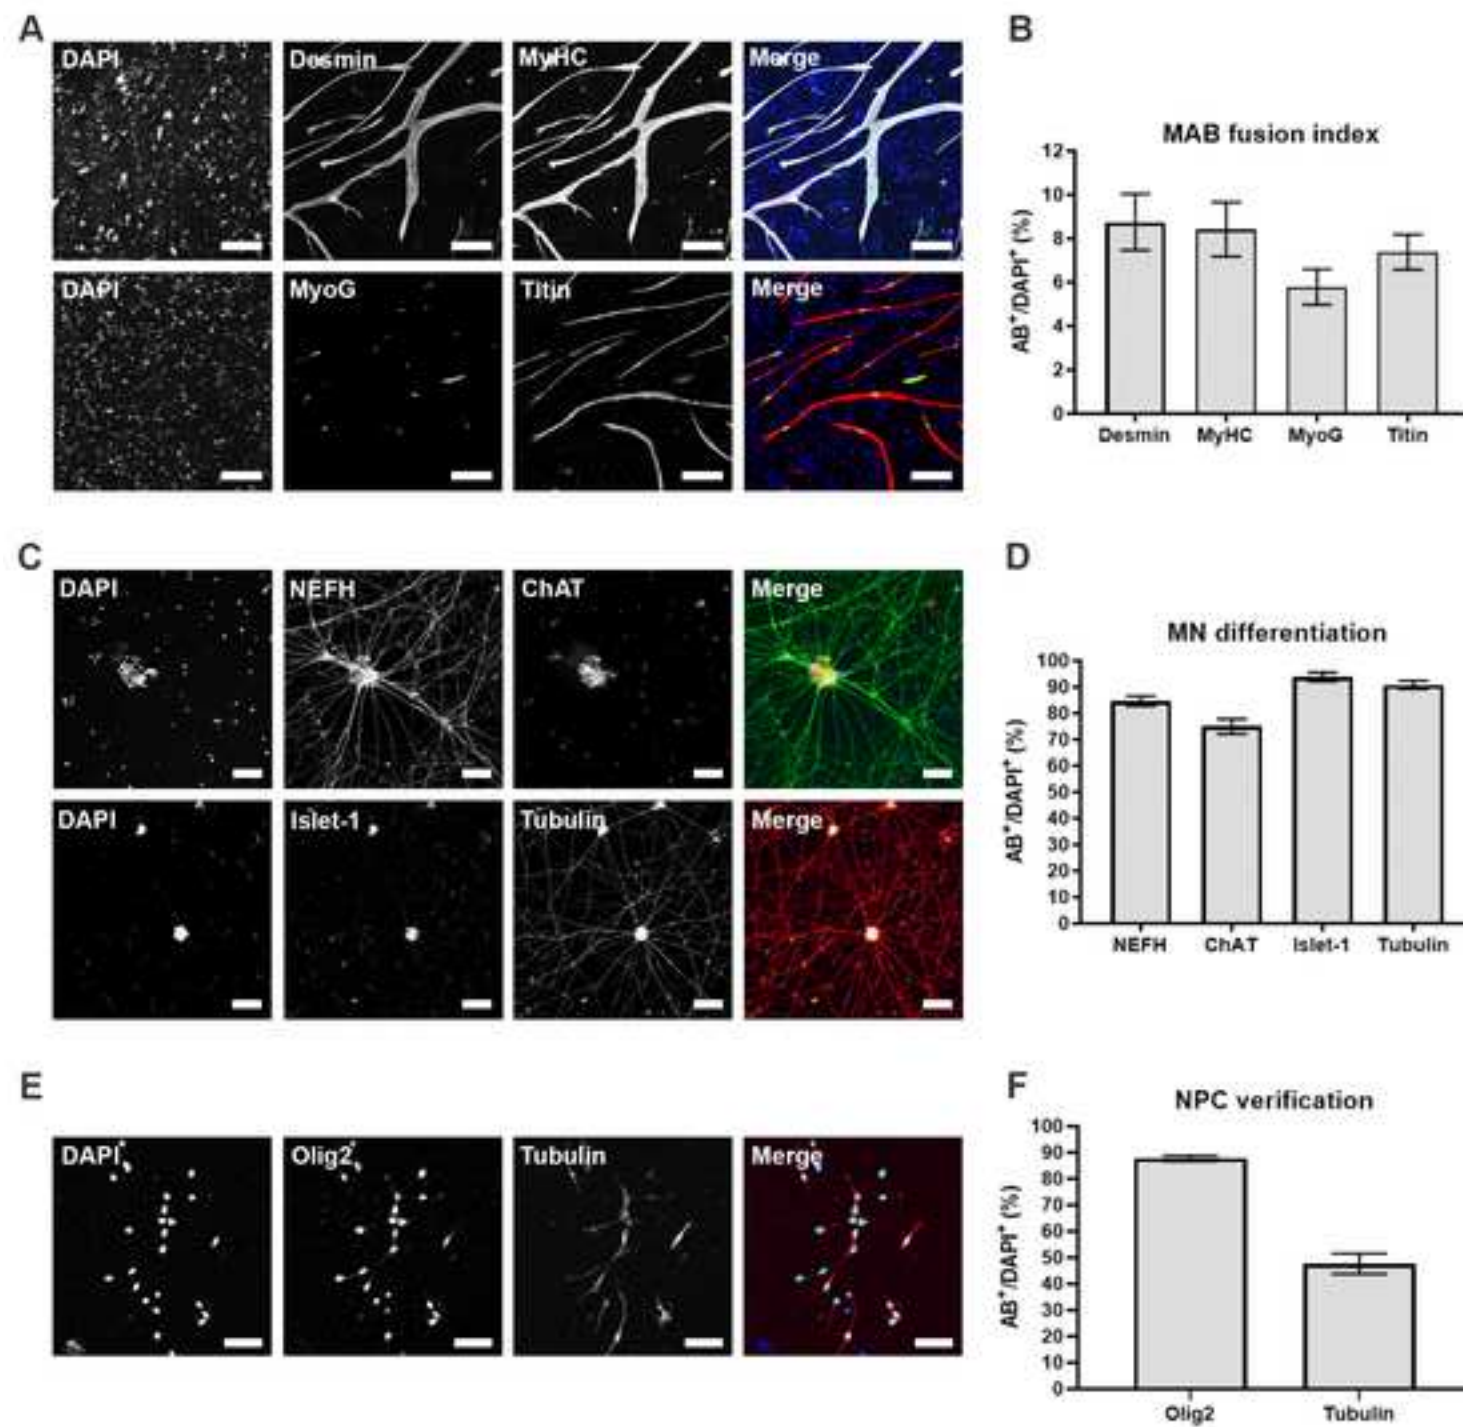 A
DAPI Desmin MyHC Merge
DAPI MyoG Titin Merge
B
MAB fusion index
AB⁺/DAPI⁺ (%)
12
10
8
6
4
2
0
Desmin MyHC MyoG Titin
C
DAPI NEFH ChAT Merge
DAPI Islet-1 Tubulin Merge
D
MN differentiation
AB⁺/DAPI⁺ (%)
100
90
80
70
60
50
40
30
20
10
0
NEFH ChAT Islet-1 Tubulin
E
DAPI Olig2 Tubulin Merge
F
NPC verification
AB⁺/DAPI⁺ (%)
100
90
80
70
60
50
40
30
20
10
0
Olig2 Tubulin